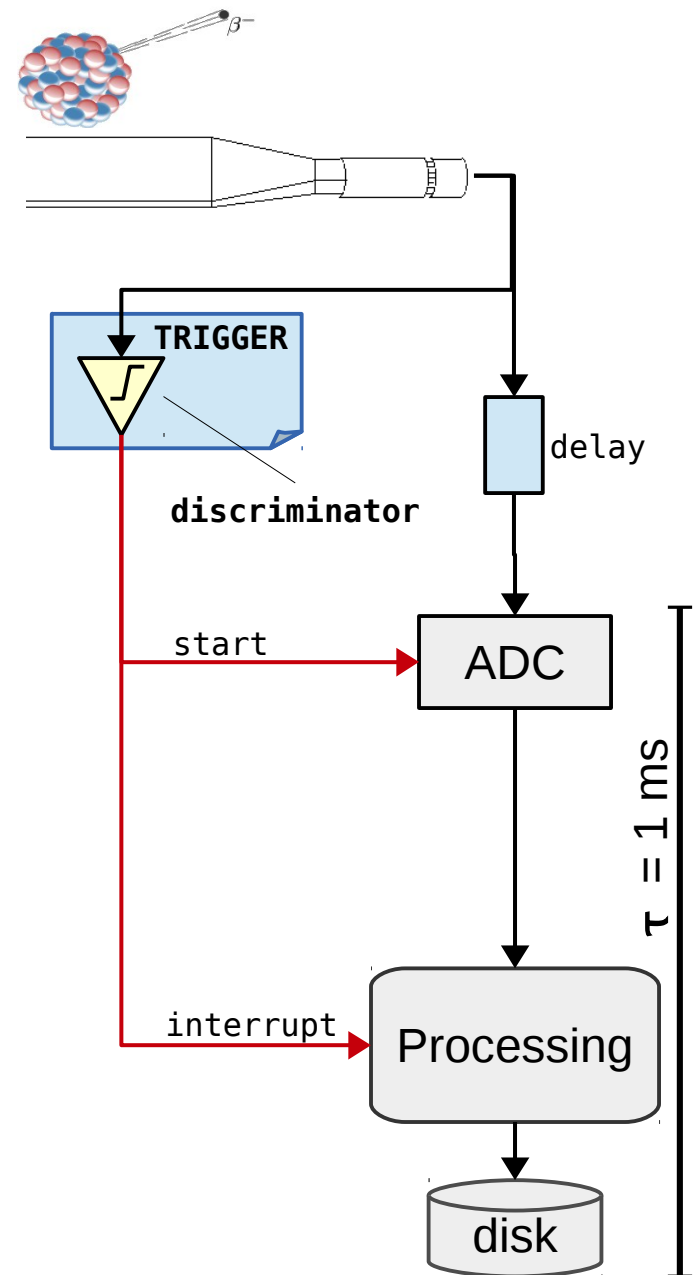 β⁻
TRIGGER
delay
discriminator
start
ADC
τ = 1 ms
interrupt
Processing
disk